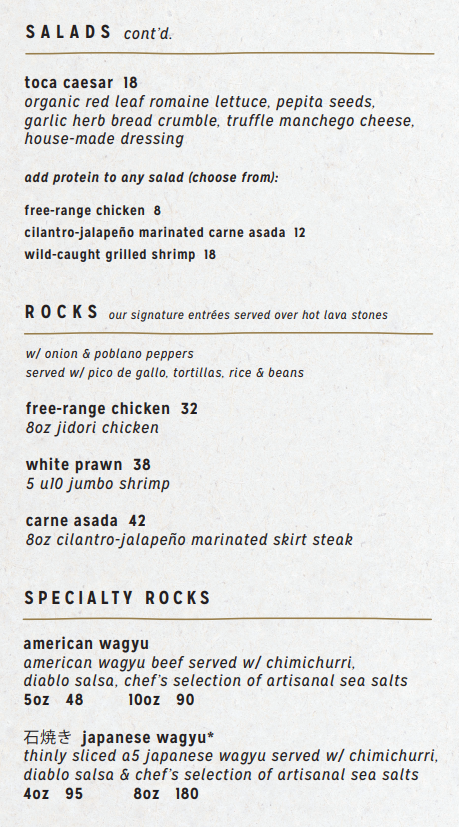 SALADS cont'd.
toca caesar 18
organic red leaf romaine lettuce, pepita seeds,
garlic herb bread crumble, truffle manchego cheese,
house-made dressing
add protein to any salad (choose from):
free-range chicken 8
cilantro-jalapeño marinated carne asada 12
wild-caught grilled shrimp 18
ROCKS our signature entrées served over hot lava stones
w/ onion & poblano peppers
served w/ pico de gallo, tortillas, rice & beans
free-range chicken 32
8oz jidori chicken
white prawn 38
5 u10 jumbo shrimp
carne asada 42
8oz cilantro-jalapeño marinated skirt steak
SPECIALTY ROCKS
american wagyu
american wagyu beef served w/ chimichurri,
diablo salsa, chef's selection of artisanal sea salts
5oz 48 10oz 90
石焼き japanese wagyu*
thinly sliced a5 japanese wagyu served w/ chimichurri,
diablo salsa & chef's selection of artisanal sea salts
4oz 95 8oz 180